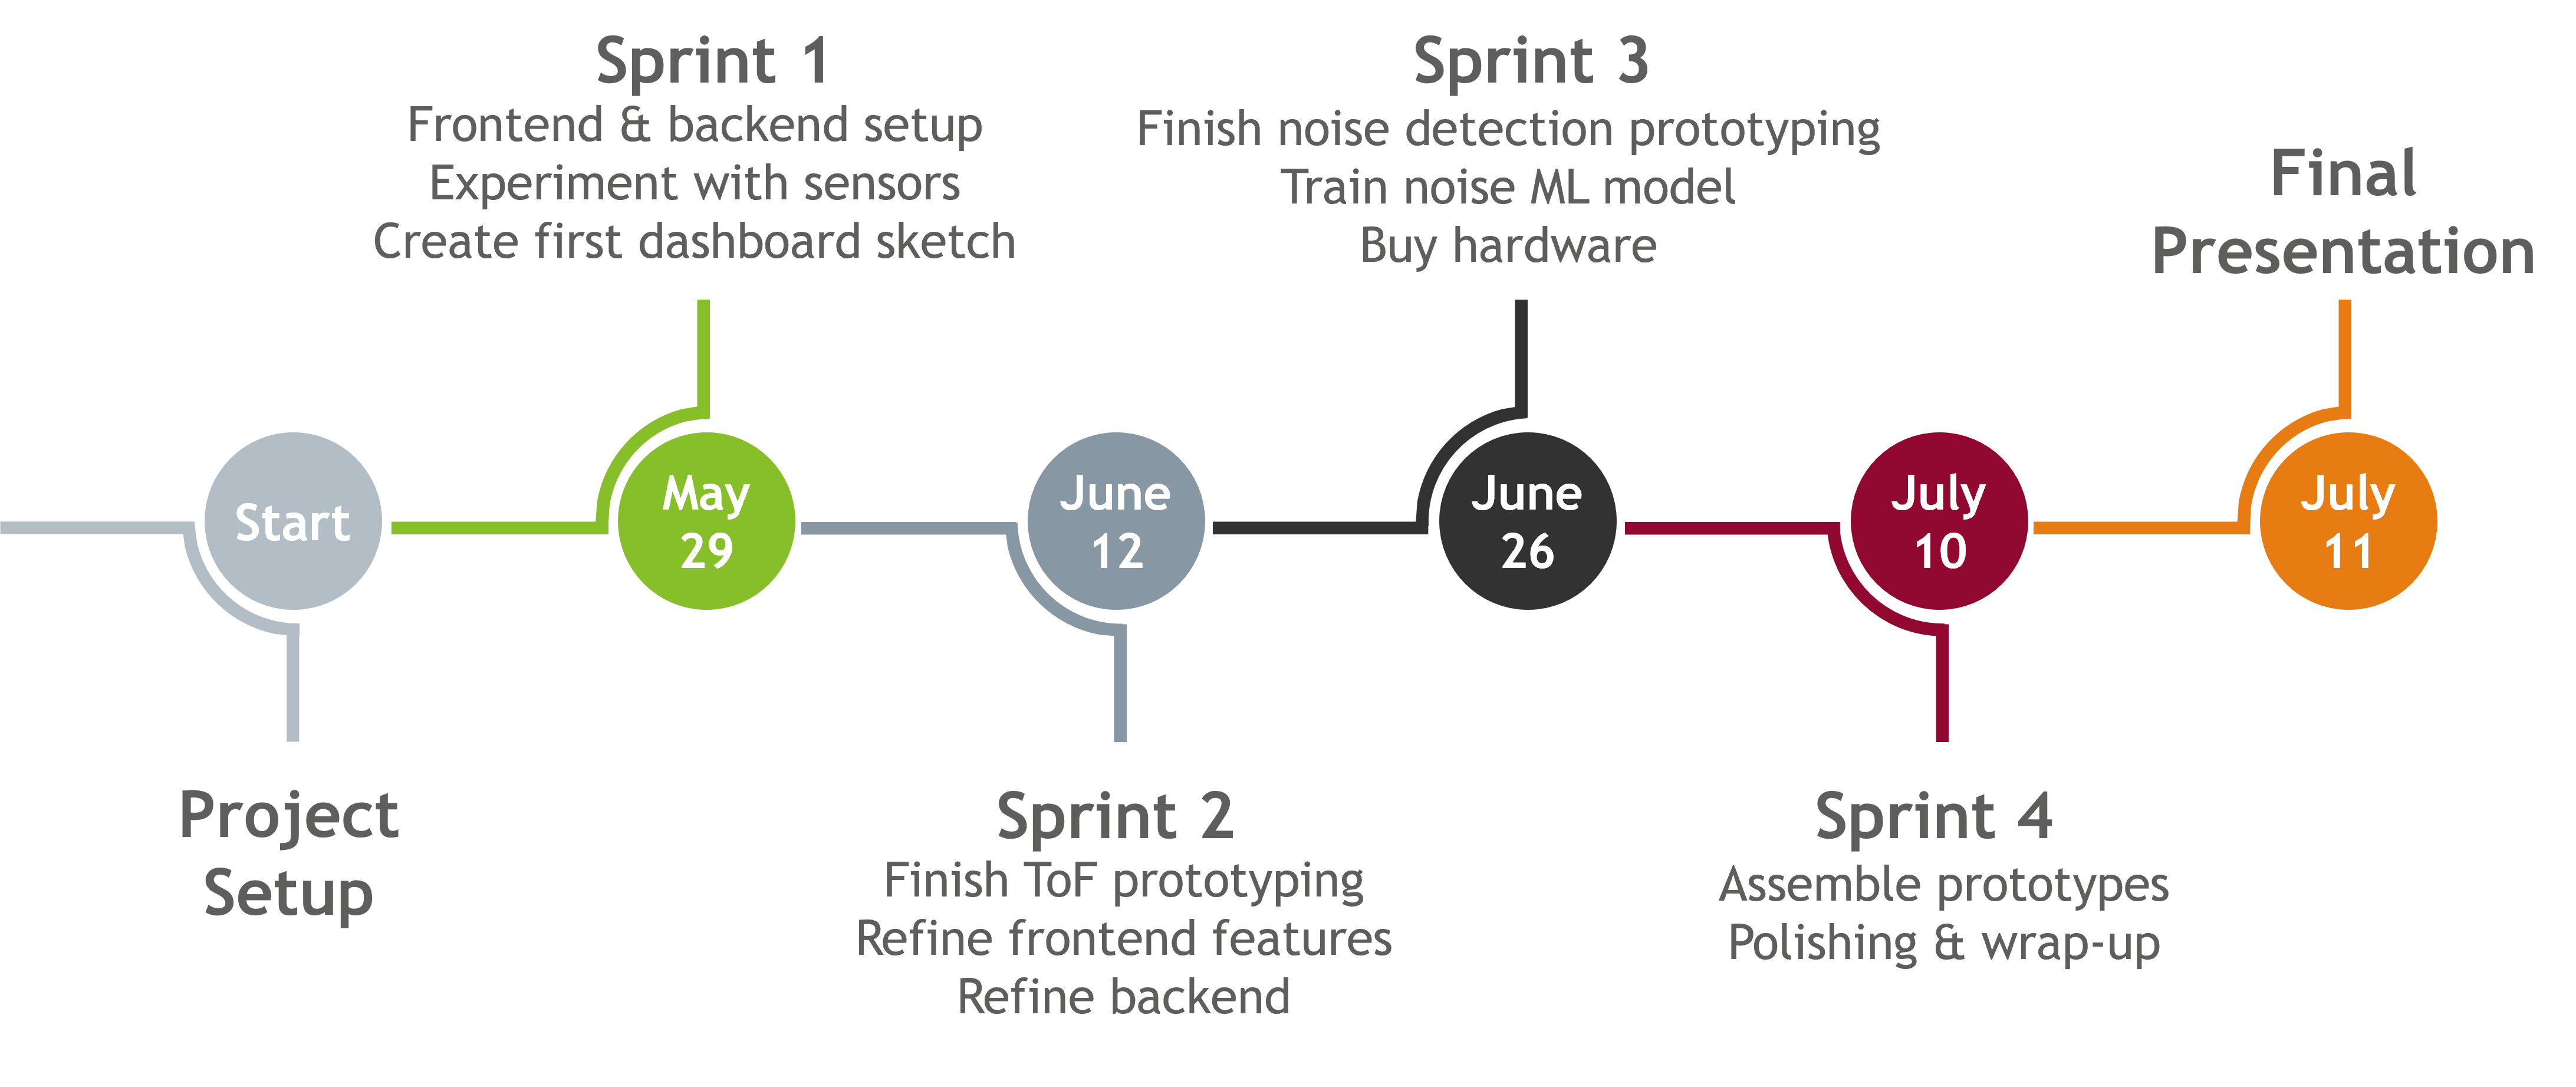 Start
Project
Setup
Sprint 1
Frontend & backend setup
Experiment with sensors
Create first dashboard sketch
May
29
June
12
Sprint 2
Finish ToF prototyping
Refine frontend features
Refine backend
Sprint 3
Finish noise detection prototyping
Train noise ML model
Buy hardware
June
26
July
10
Sprint 4
Assemble prototypes
Polishing & wrap-up
Final
Presentation
July
11